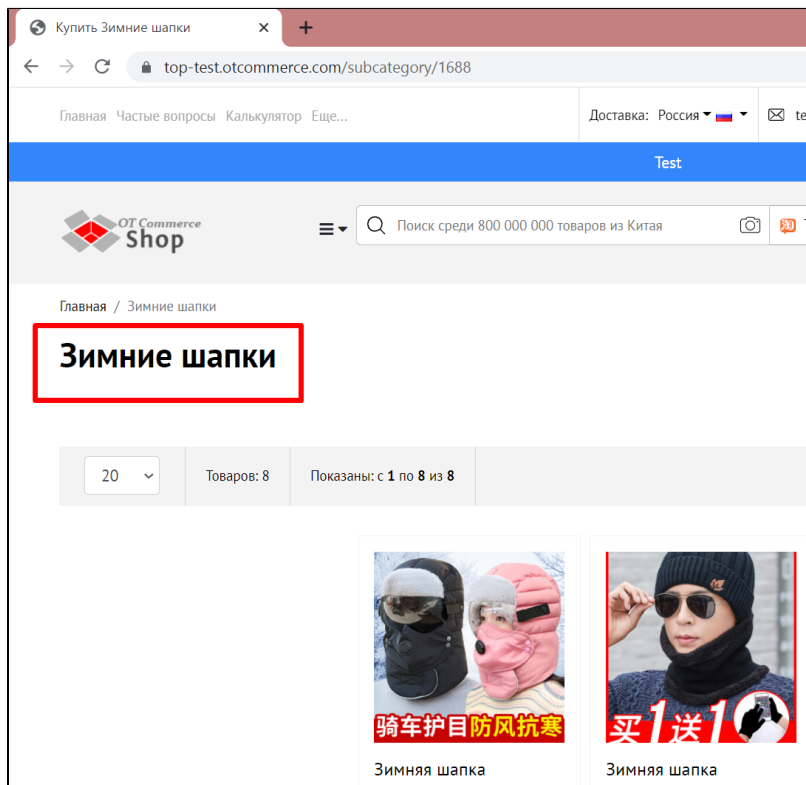 Купить Зимние шапки
top-test.otcommerce.com/subcategory/1688
Главная Частые вопросы Калькулятор Еще...
Доставка: Россия
te
Test
OT Commerce
Shop
Поиск среди 800 000 000 товаров из Китая
淘
Главная / Зимние шапки
Зимние шапки
20
Товаров: 8
Показаны: с 1 по 8 из 8
骑车护目防风抗寒
买1送1
Зимняя шапка
Зимняя шапка